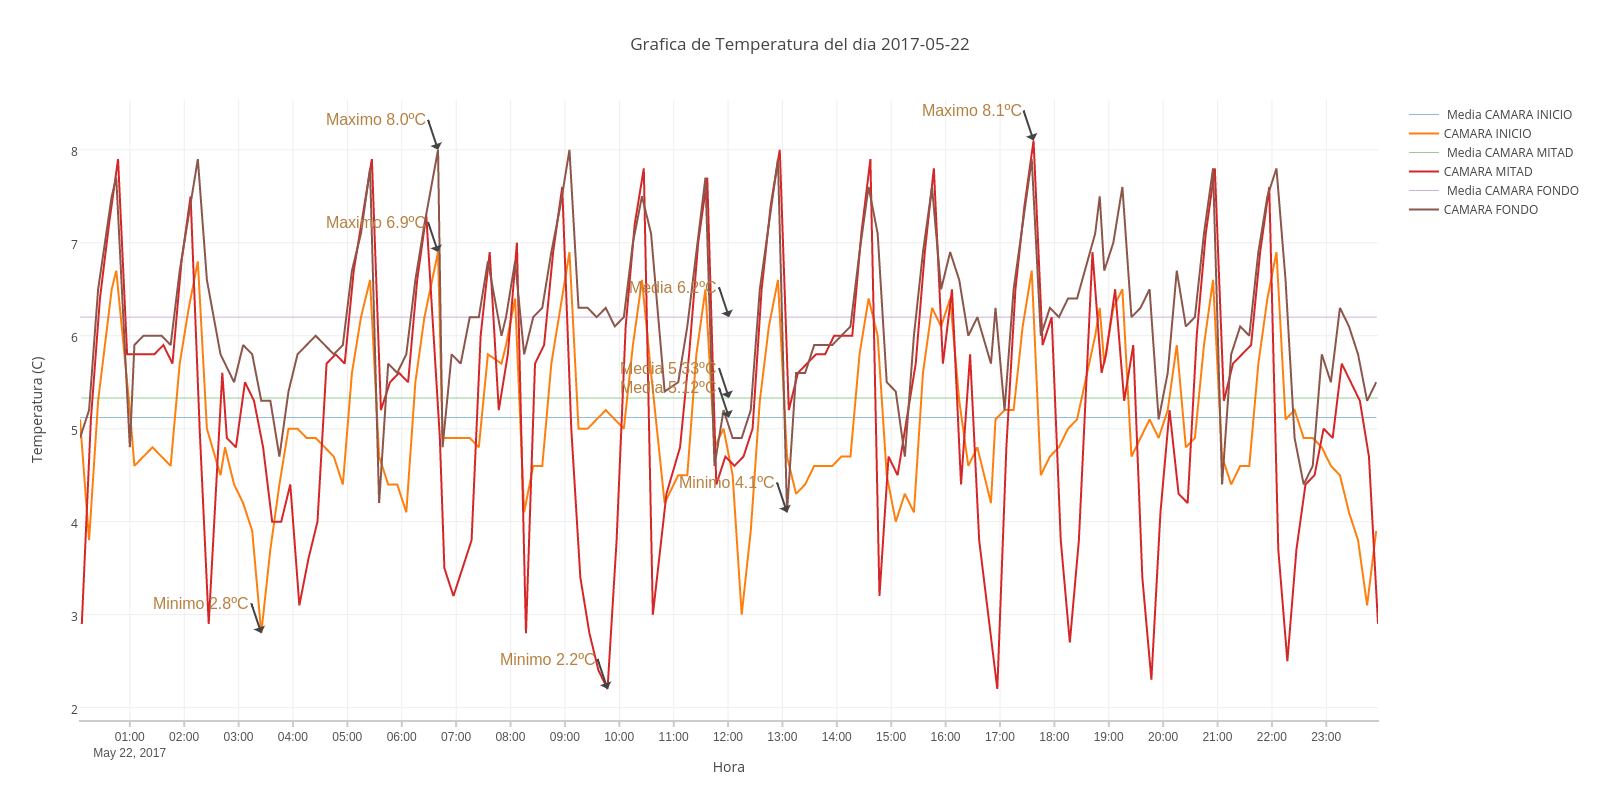 Grafica de Temperatura del dia 2017-05-22
Maximo 8.0ºC
Maximo 8.1ºC
Maximo 6.9ºC
Media 6.2ºC
Media 5.33ºC
Media 5.12ºC
Minimo 4.1ºC
Minimo 2.8ºC
Minimo 2.2ºC
Media CAMARA INICIO
CAMARA INICIO
Media CAMARA MITAD
CAMARA MITAD
Media CAMARA FONDO
CAMARA FONDO
Temperatura (C)
8
7
6
5
4
3
2
01:00 02:00 03:00 04:00 05:00 06:00 07:00 08:00 09:00 10:00 11:00 12:00 13:00 14:00 15:00 16:00 17:00 18:00 19:00 20:00 21:00 22:00 23:00
May 22, 2017
Hora